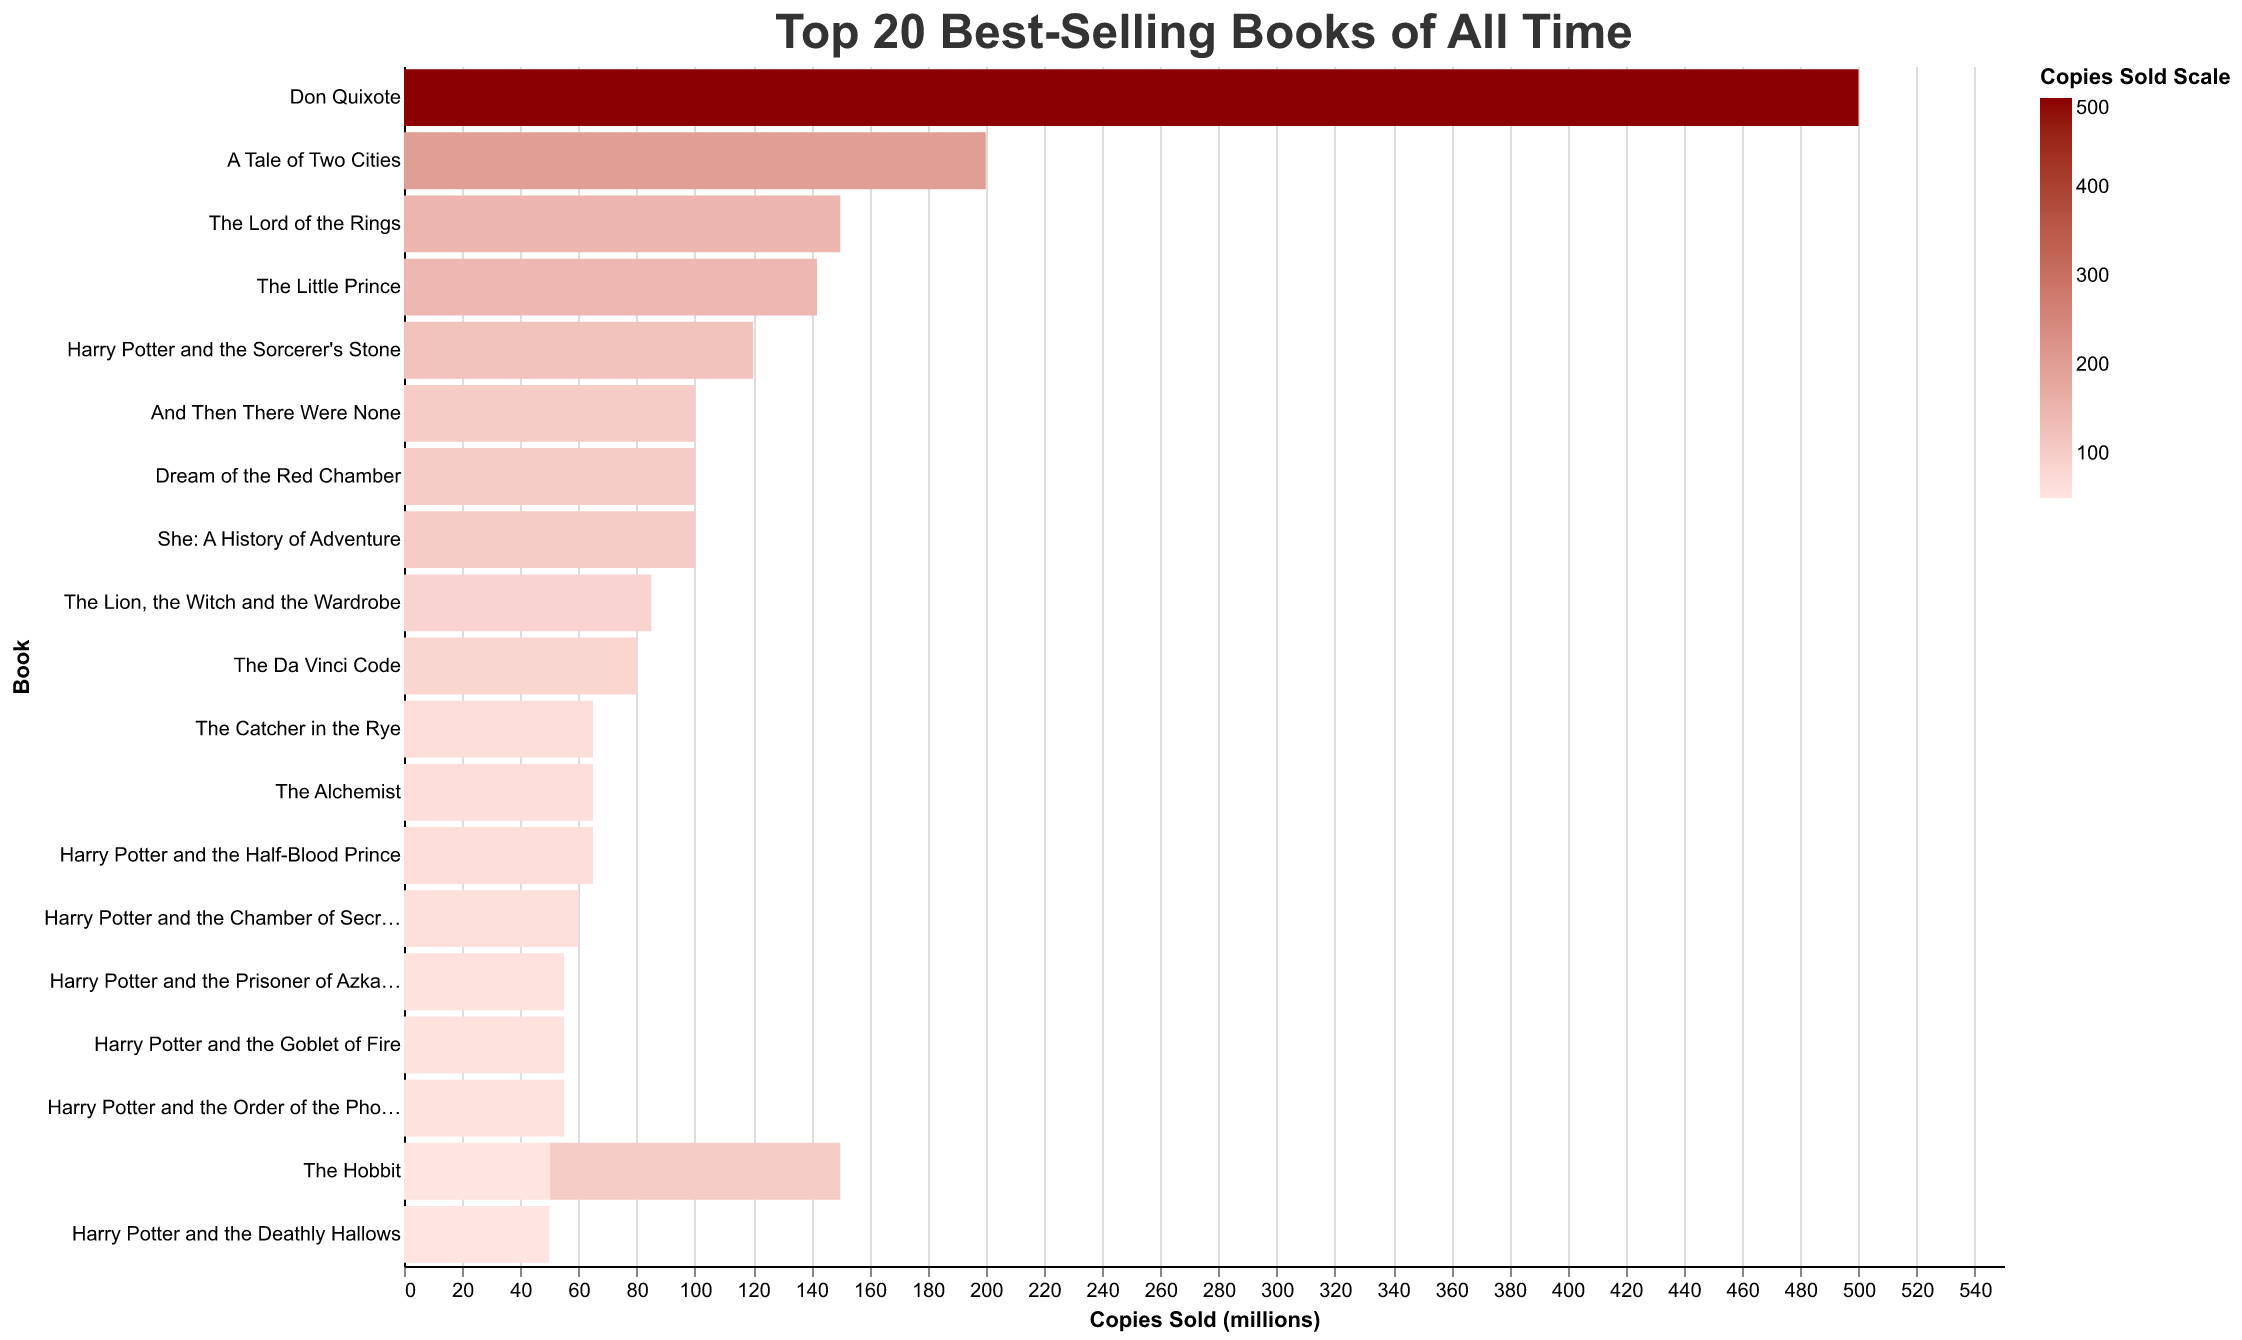 Top 20 Best-Selling Books of All Time
Copies Sold Scale
500
400
300
200
100
Book
Don Quixote
A Tale of Two Cities
The Lord of the Rings
The Little Prince
Harry Potter and the Sorcerer's Stone
And Then There Were None
Dream of the Red Chamber
She: A History of Adventure
The Lion, the Witch and the Wardrobe
The Da Vinci Code
The Catcher in the Rye
The Alchemist
Harry Potter and the Half-Blood Prince
Harry Potter and the Chamber of Secr…
Harry Potter and the Prisoner of Azka…
Harry Potter and the Goblet of Fire
Harry Potter and the Order of the Pho…
The Hobbit
Harry Potter and the Deathly Hallows
0 20 40 60 80 100 120 140 160 180 200 220 240 260 280 300 320 340 360 380 400 420 440 460 480 500 520 540
Copies Sold (millions)